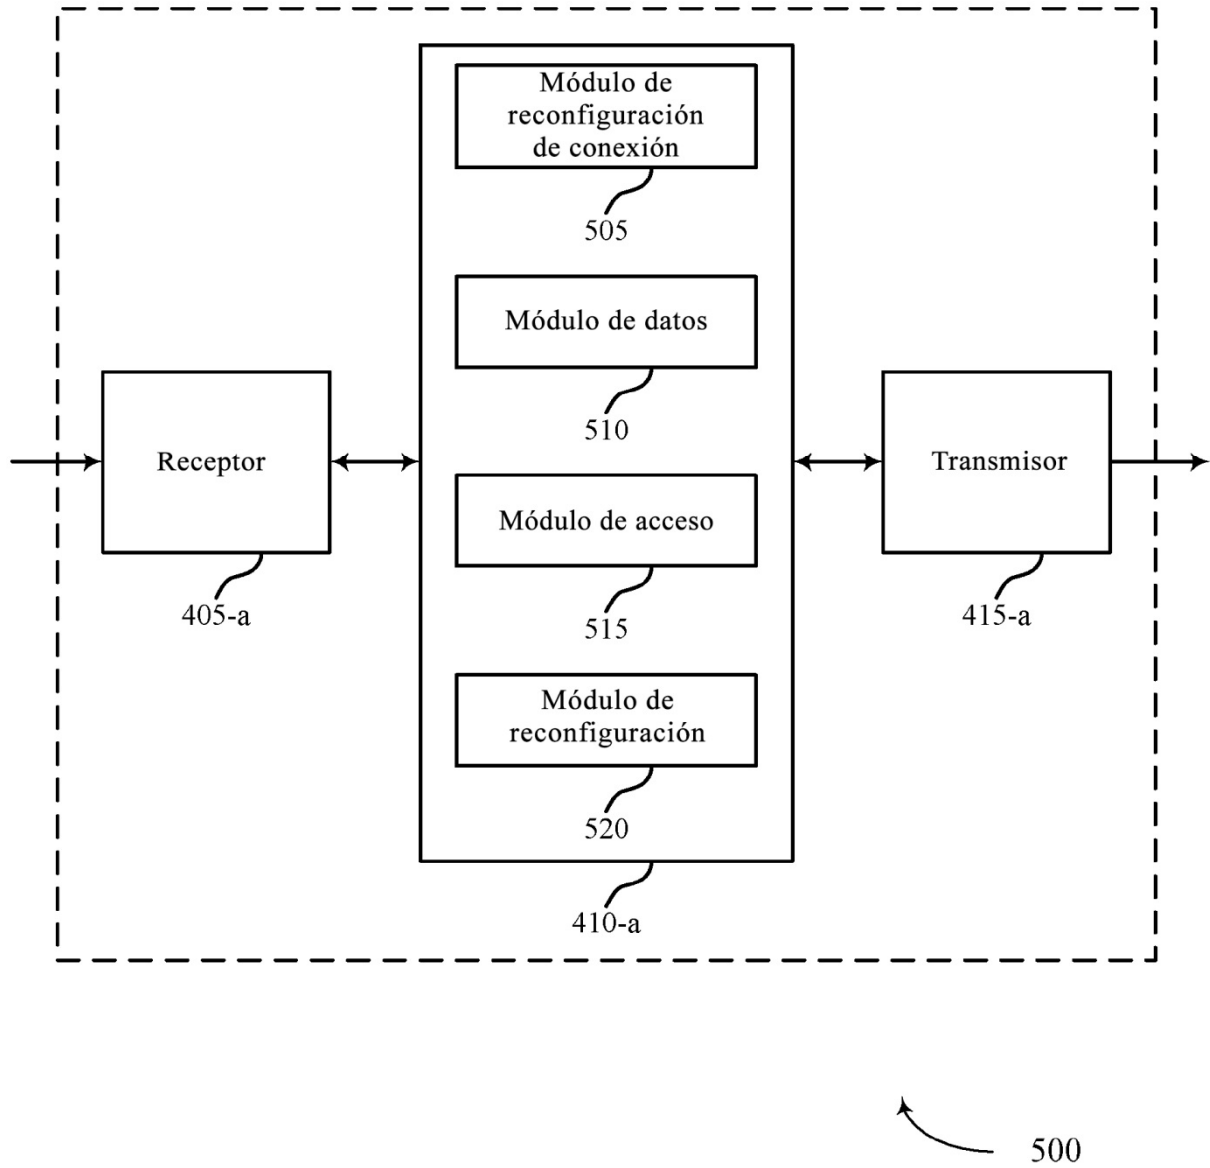 Módulo de
reconfiguración
de conexión
505
Módulo de datos
510
Receptor
405-a
Módulo de acceso
515
Transmisor
415-a
Módulo de
reconfiguración
520
410-a
500